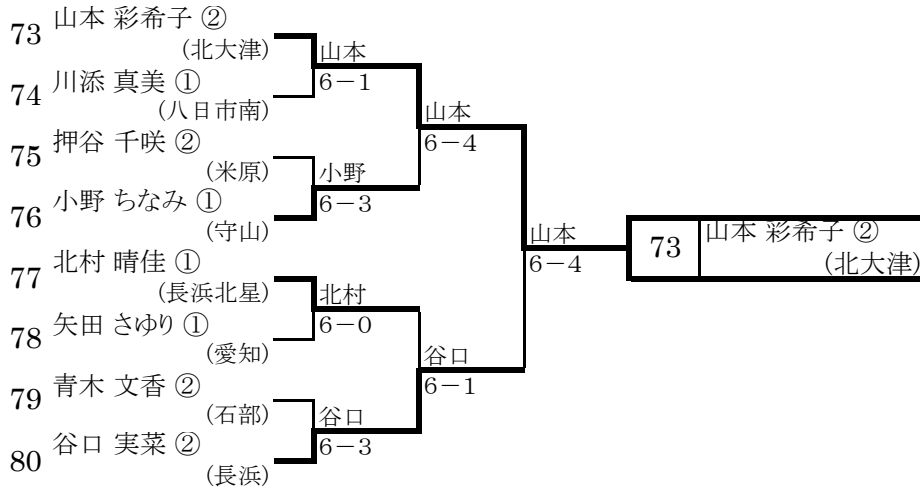 73 山本 彩希子 ②
(北大津)
山本
6－1
74 川添 真美 ①
(八日市南)
山本
6－4
75 押谷 千咲 ②
(米原)
小野
6－3
76 小野 ちなみ ①
(守山)
山本
6－4
73 山本 彩希子 ②
(北大津)
77 北村 晴佳 ①
(長浜北星)
北村
6－0
78 矢田 さゆり ①
(愛知)
谷口
6－1
79 青木 文香 ②
(石部)
谷口
6－3
80 谷口 実菜 ②
(長浜)